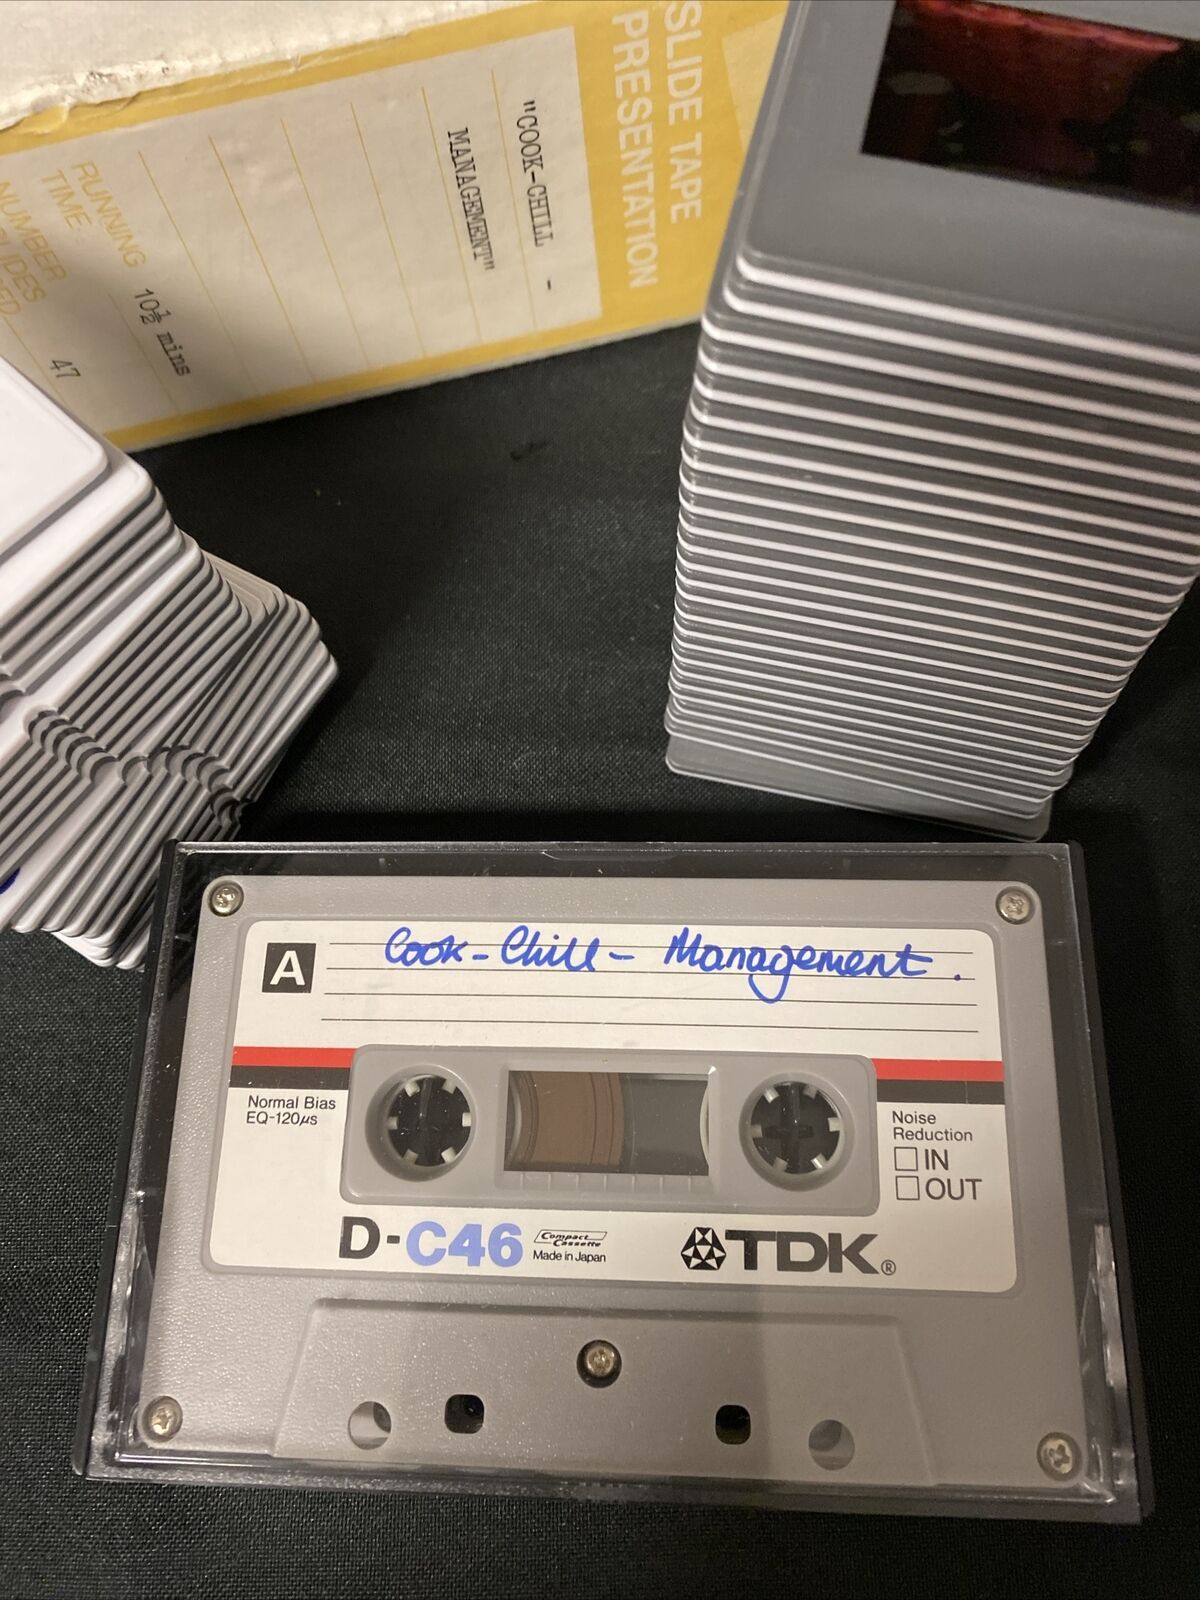 SLIDE TAPE
PRESENTATION
"COOK-CHILL -
MANAGEMENT"
RUNNING
TIME
10½ mins
NUMBER
47
A
Cook-Chill-Management.
Normal Bias
EQ-120µs
Noise
Reduction
IN
OUT
D-C46
Compact
Cassette
Made in Japan
TDK®